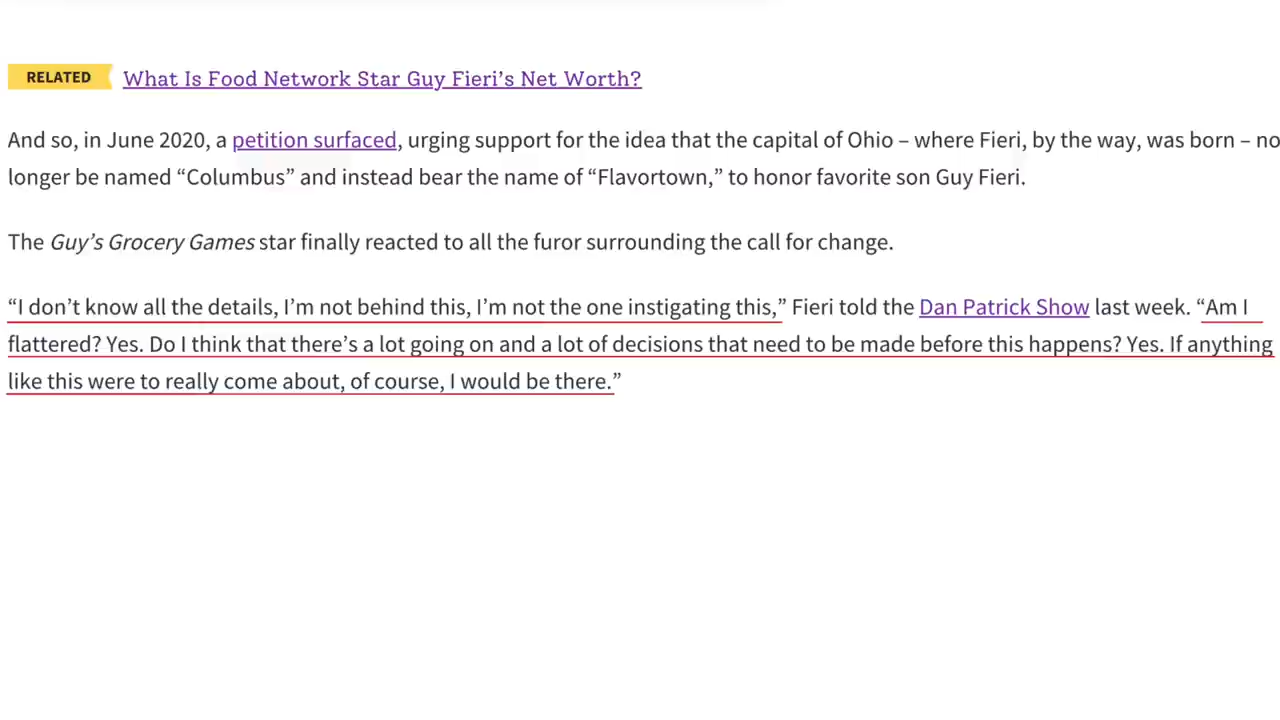 RELATED What Is Food Network Star Guy Fieri’s Net Worth?
And so, in June 2020, a petition surfaced, urging support for the idea that the capital of Ohio – where Fieri, by the way, was born – no
longer be named “Columbus” and instead bear the name of “Flavortown,” to honor favorite son Guy Fieri.
The Guy’s Grocery Games star finally reacted to all the furor surrounding the call for change.
“I don’t know all the details, I’m not behind this, I’m not the one instigating this,” Fieri told the Dan Patrick Show last week. “Am I
flattered? Yes. Do I think that there’s a lot going on and a lot of decisions that need to be made before this happens? Yes. If anything
like this were to really come about, of course, I would be there.”